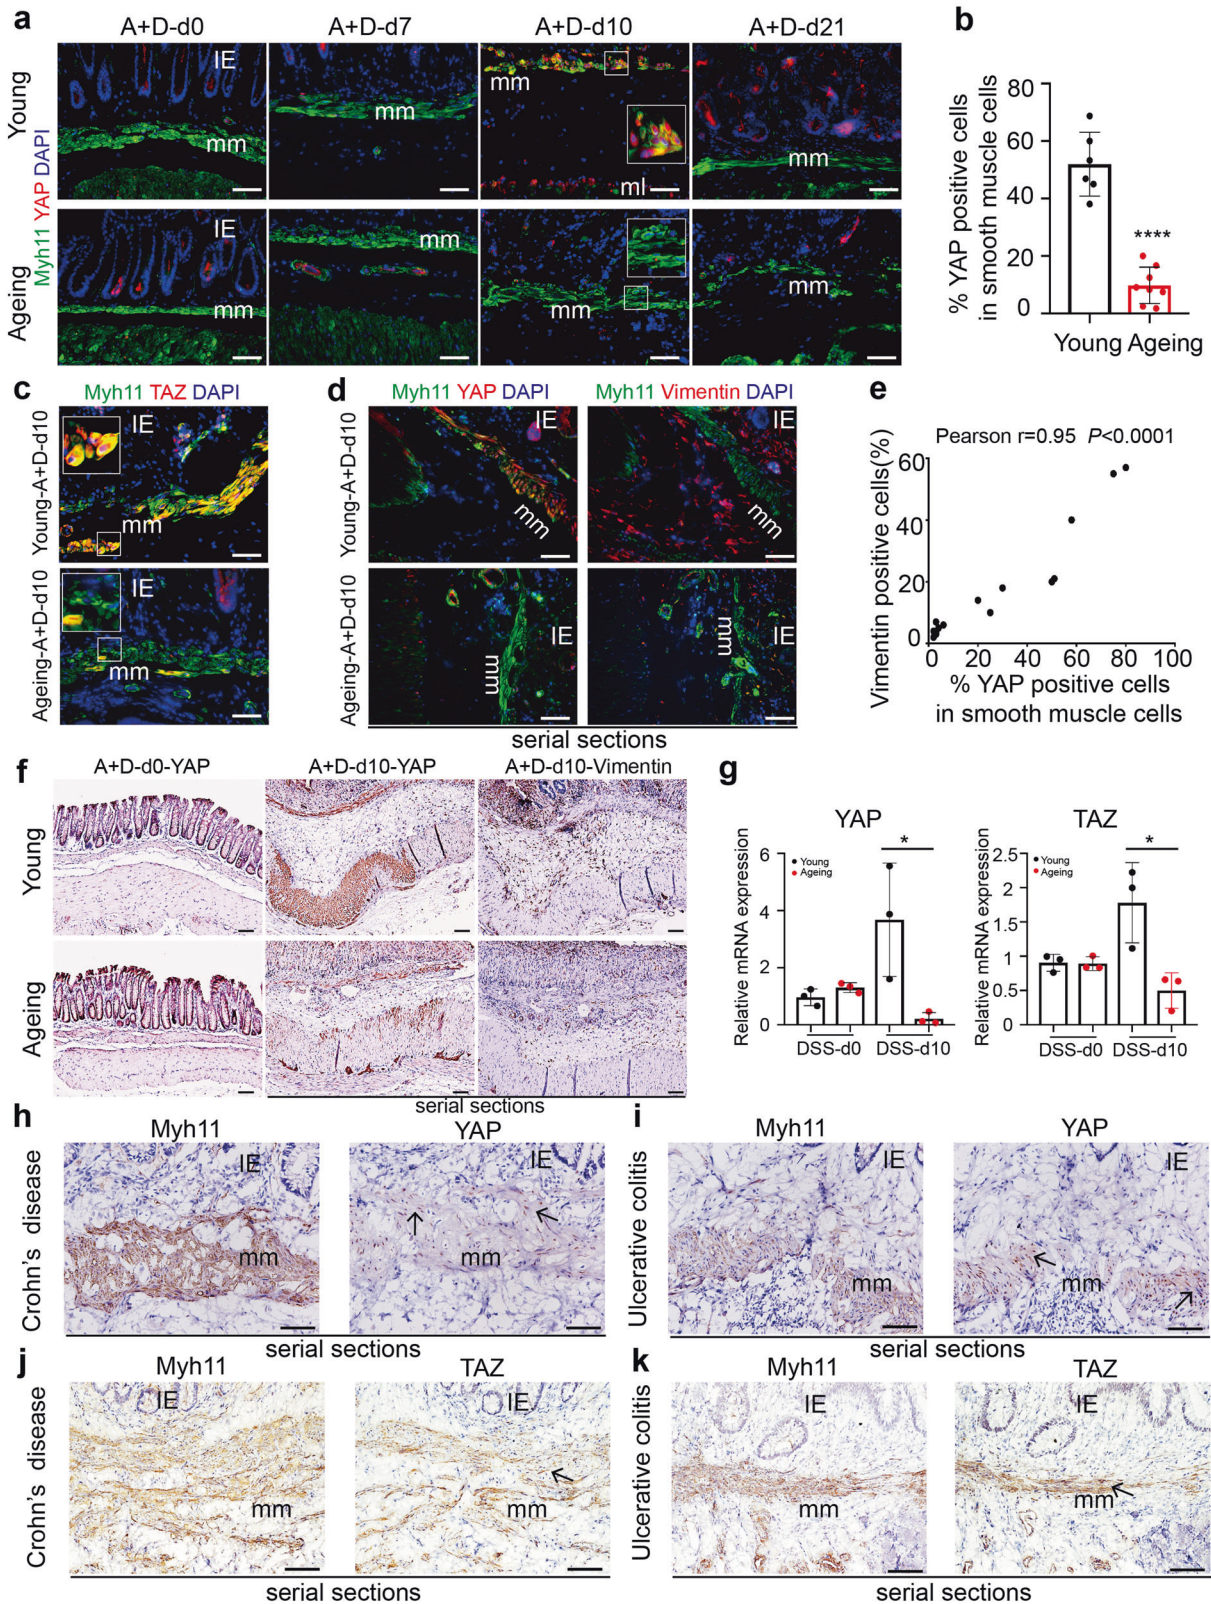 a
A+D-d0
A+D-d7
A+D-d10
A+D-d21
Young
Ageing
Myh11 YAP DAPI
IE
mm
mm
mm
ml
mm
IE
mm
mm
mm
b
% YAP positive cells
in smooth muscle cells
80
60
40
20
0
****
Young Ageing
c
Myh11 TAZ DAPI
Young-A+D-d10
IE
mm
Ageing-A+D-d10
IE
mm
d
Myh11 YAP DAPI
Myh11 Vimentin DAPI
Young-A+D-d10
IE
mm
IE
mm
Ageing-A+D-d10
IE
mm
IE
mm
serial sections
e
Pearson r=0.95 P<0.0001
Vimentin positive cells(%)
60
40
20
0
0 20 40 60 80 100
% YAP positive cells
in smooth muscle cells
f
A+D-d0-YAP
A+D-d10-YAP
A+D-d10-Vimentin
Young
Ageing
serial sections
g
YAP
Relative mRNA expression
6
4
2
0
Young
Ageing
*
DSS-d0
DSS-d10
TAZ
Relative mRNA expression
2.5
2
1.5
1
0.5
0
Young
Ageing
*
DSS-d0
DSS-d10
h
Myh11
YAP
Crohn's disease
IE
mm
mm
serial sections
i
Myh11
YAP
Ulcerative colitis
IE
mm
IE
mm
serial sections
j
Myh11
TAZ
Crohn's disease
IE
mm
IE
mm
serial sections
k
Myh11
TAZ
Ulcerative colitis
IE
mm
IE
mm
serial sections